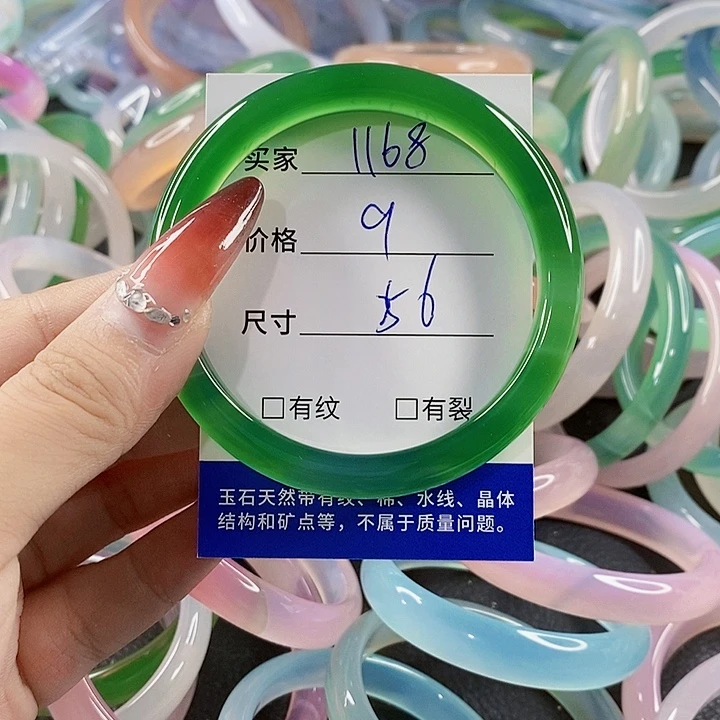 买家 1168
价格 9
尺寸 56
□有纹 □有裂
玉石天然带有纹、棉、水线、晶体
结构和矿点等，不属于质量问题。